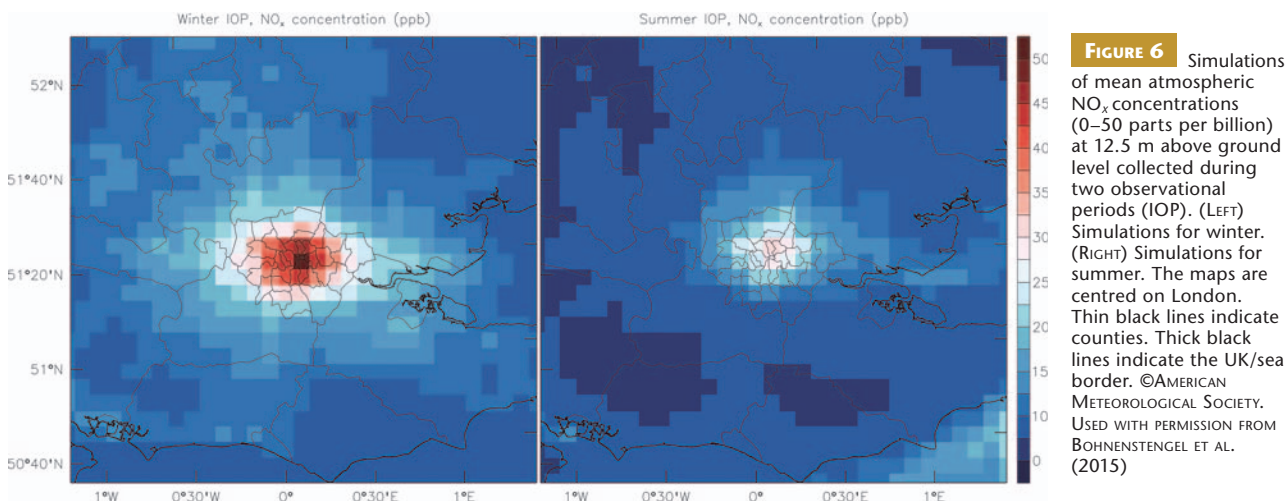 Winter IOP, NOx concentration (ppb)
Summer IOP, NOx concentration (ppb)
52°N
51°40'N
51°20'N
51°N
50°40'N
1°W
0°30'W
0°
0°30'E
1°E
1°W
0°30'W
0°
0°30'E
1°E
50
45
40
35
30
25
20
15
10
5
0
FIGURE 6 Simulations
of mean atmospheric
NOx concentrations
(0–50 parts per billion)
at 12.5 m above ground
level collected during
two observational
periods (IOP). (LEFT)
Simulations for winter.
(RIGHT) Simulations for
summer. The maps are
centred on London.
Thin black lines indicate
counties. Thick black
lines indicate the UK/sea
border. ©AMERICAN
METEOROLOGICAL SOCIETY.
USED WITH PERMISSION FROM
BOHNENSTENGEL ET AL.
(2015)